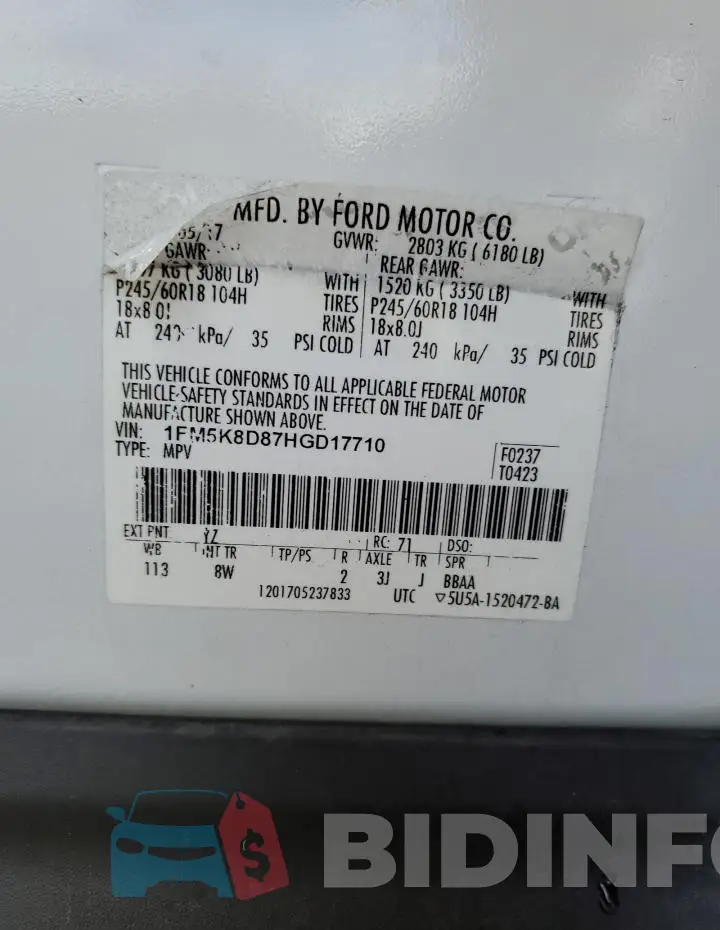 MFD. BY FORD MOTOR CO.
GVWR: 2803 KG ( 6180 LB)
GAWR:
REAR GAWR:
KG ( 3080 LB) WITH
1520 KG ( 3350 LB) WITH
P245/60R18 104H TIRES
P245/60R18 104H TIRES
18x8.0J RIMS
18x8.0J RIMS
AT 240 kPa/ 35 PSI COLD
AT 240 kPa/ 35 PSI COLD
THIS VEHICLE CONFORMS TO ALL APPLICABLE FEDERAL MOTOR
VEHICLE SAFETY STANDARDS IN EFFECT ON THE DATE OF
MANUFACTURE SHOWN ABOVE.
VIN: 1FM5K8D87HGD17710
TYPE: MPV
F0237
T0423
EXT PNT YZ RC: 71 DSO:
WB INT TR TP/PS R AXLE TR SPR
113 8W 2 3J J BBAA
1201705237833 UTC ▽5U5A-1520472-BA
$
BIDINFO